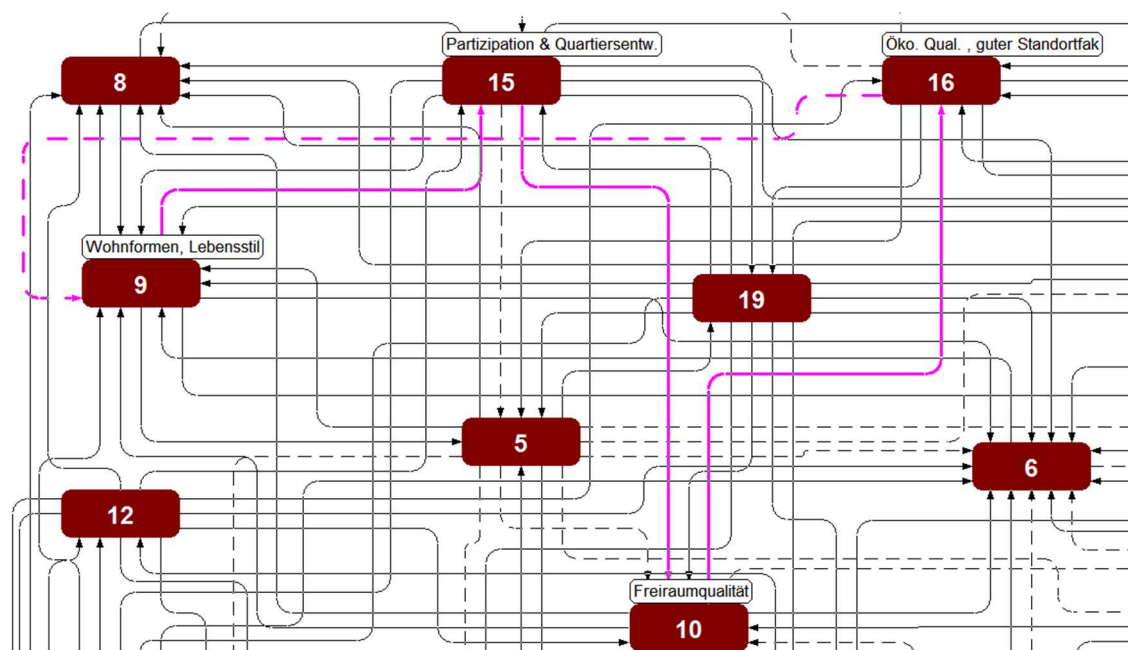 Partizipation & Quartiersentw.
Öko. Qual. , guter Standortfak
8
15
16
Wohnformen, Lebensstil
9
19
5
6
12
Freiraumqualität
10